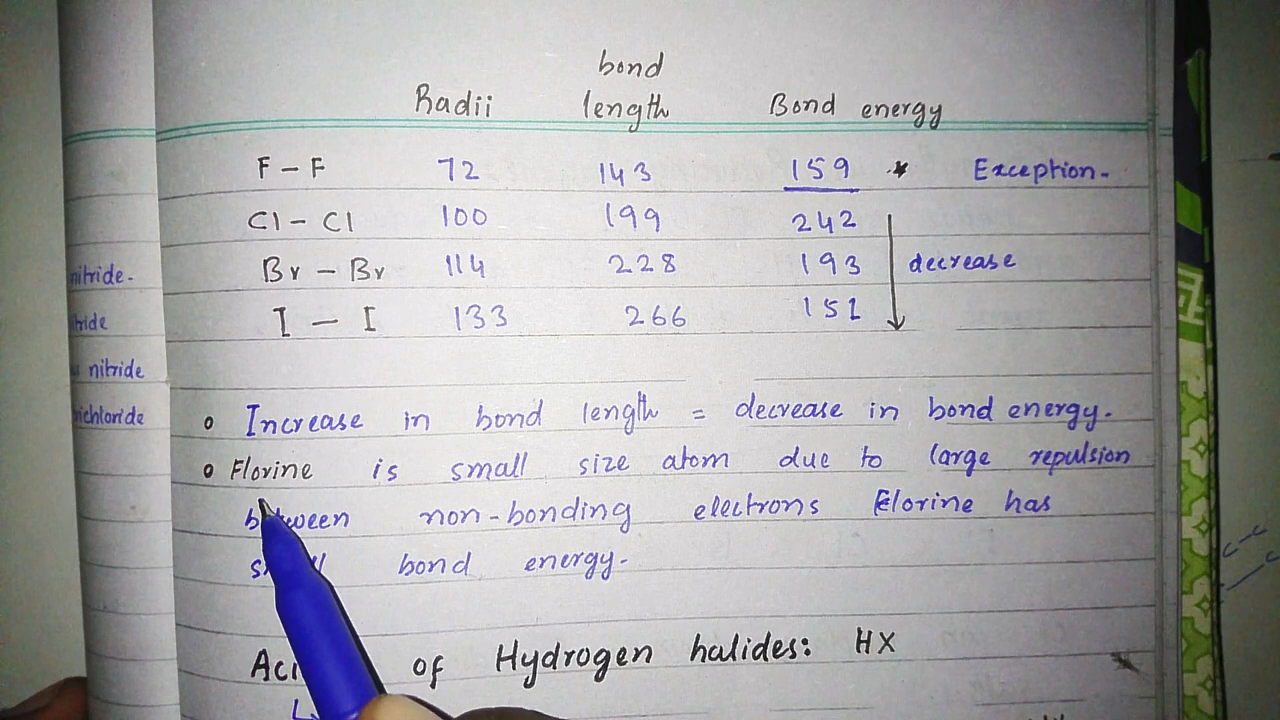 bond
Radii length Bond energy
F - F 72 143 159 * Exception.
Cl - Cl 100 199 242
nitride. Br - Br 114 228 193 decrease
I - I 133 266 151
nitride
Increase in bond length = decrease in bond energy.
Florine is small size atom due to large repulsion
between non-bonding electrons Florine has
bond energy.
of Hydrogen halides: HX